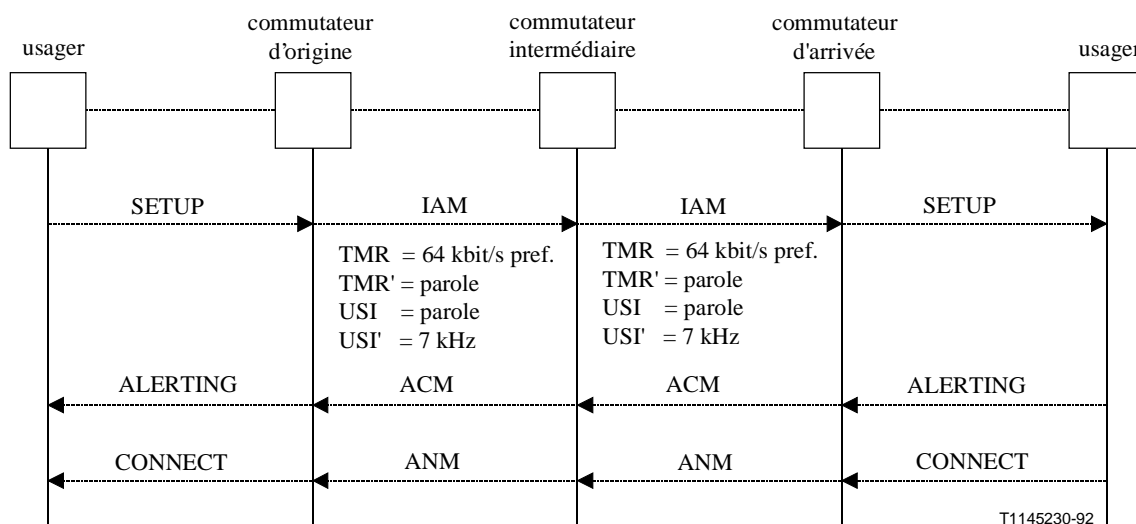 usager
commutateur
d'origine
commutateur
intermédiaire
commutateur
d'arrivée
usager
SETUP
IAM
IAM
SETUP
TMR = 64 kbit/s pref.
TMR' = parole
USI = parole
USI' = 7 kHz
TMR = 64 kbit/s pref.
TMR' = parole
USI = parole
USI' = 7 kHz
ALERTING
ACM
ACM
ALERTING
CONNECT
ANM
ANM
CONNECT
T1145230-92